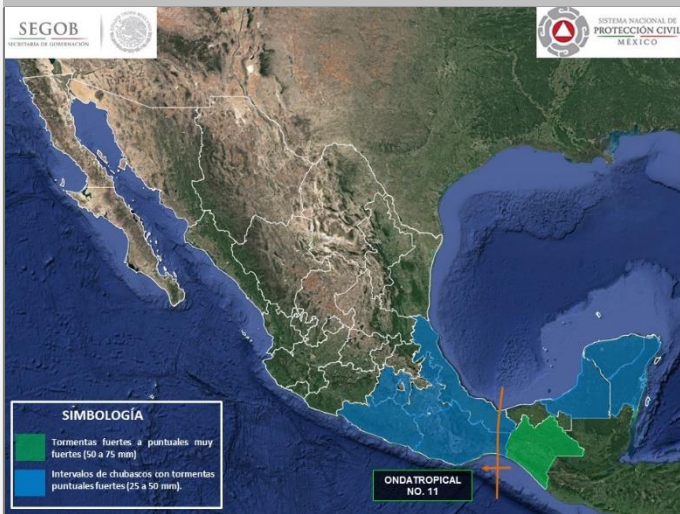 SEGOB
SECRETARÍA DE GOBERNACIÓN
SISTEMA NACIONAL DE
PROTECCIÓN CIVIL
MÉXICO
SIMBOLOGÍA
Tormentas fuertes a puntuales muy
fuertes (50 a 75 mm)
Intervalos de chubascos con tormentas
puntuales fuertes (25 a 50 mm).
ONDATROPICAL
NO. 11